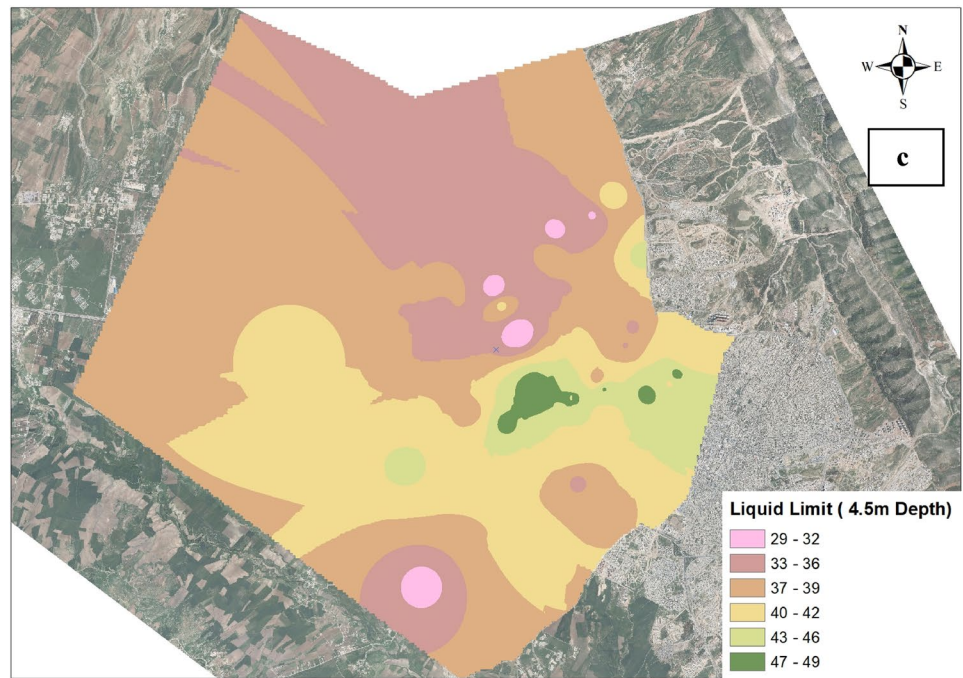 N
W E
S
c
Liquid Limit ( 4.5m Depth)
29 - 32
33 - 36
37 - 39
40 - 42
43 - 46
47 - 49